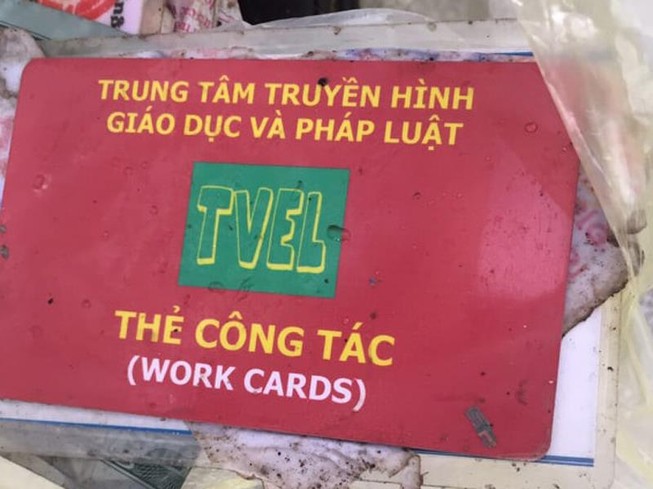 TRUNG TÂM TRUYỀN HÌNH
GIÁO DỤC VÀ PHÁP LUẬT
TVEL
THẺ CÔNG TÁC
(WORK CARDS)